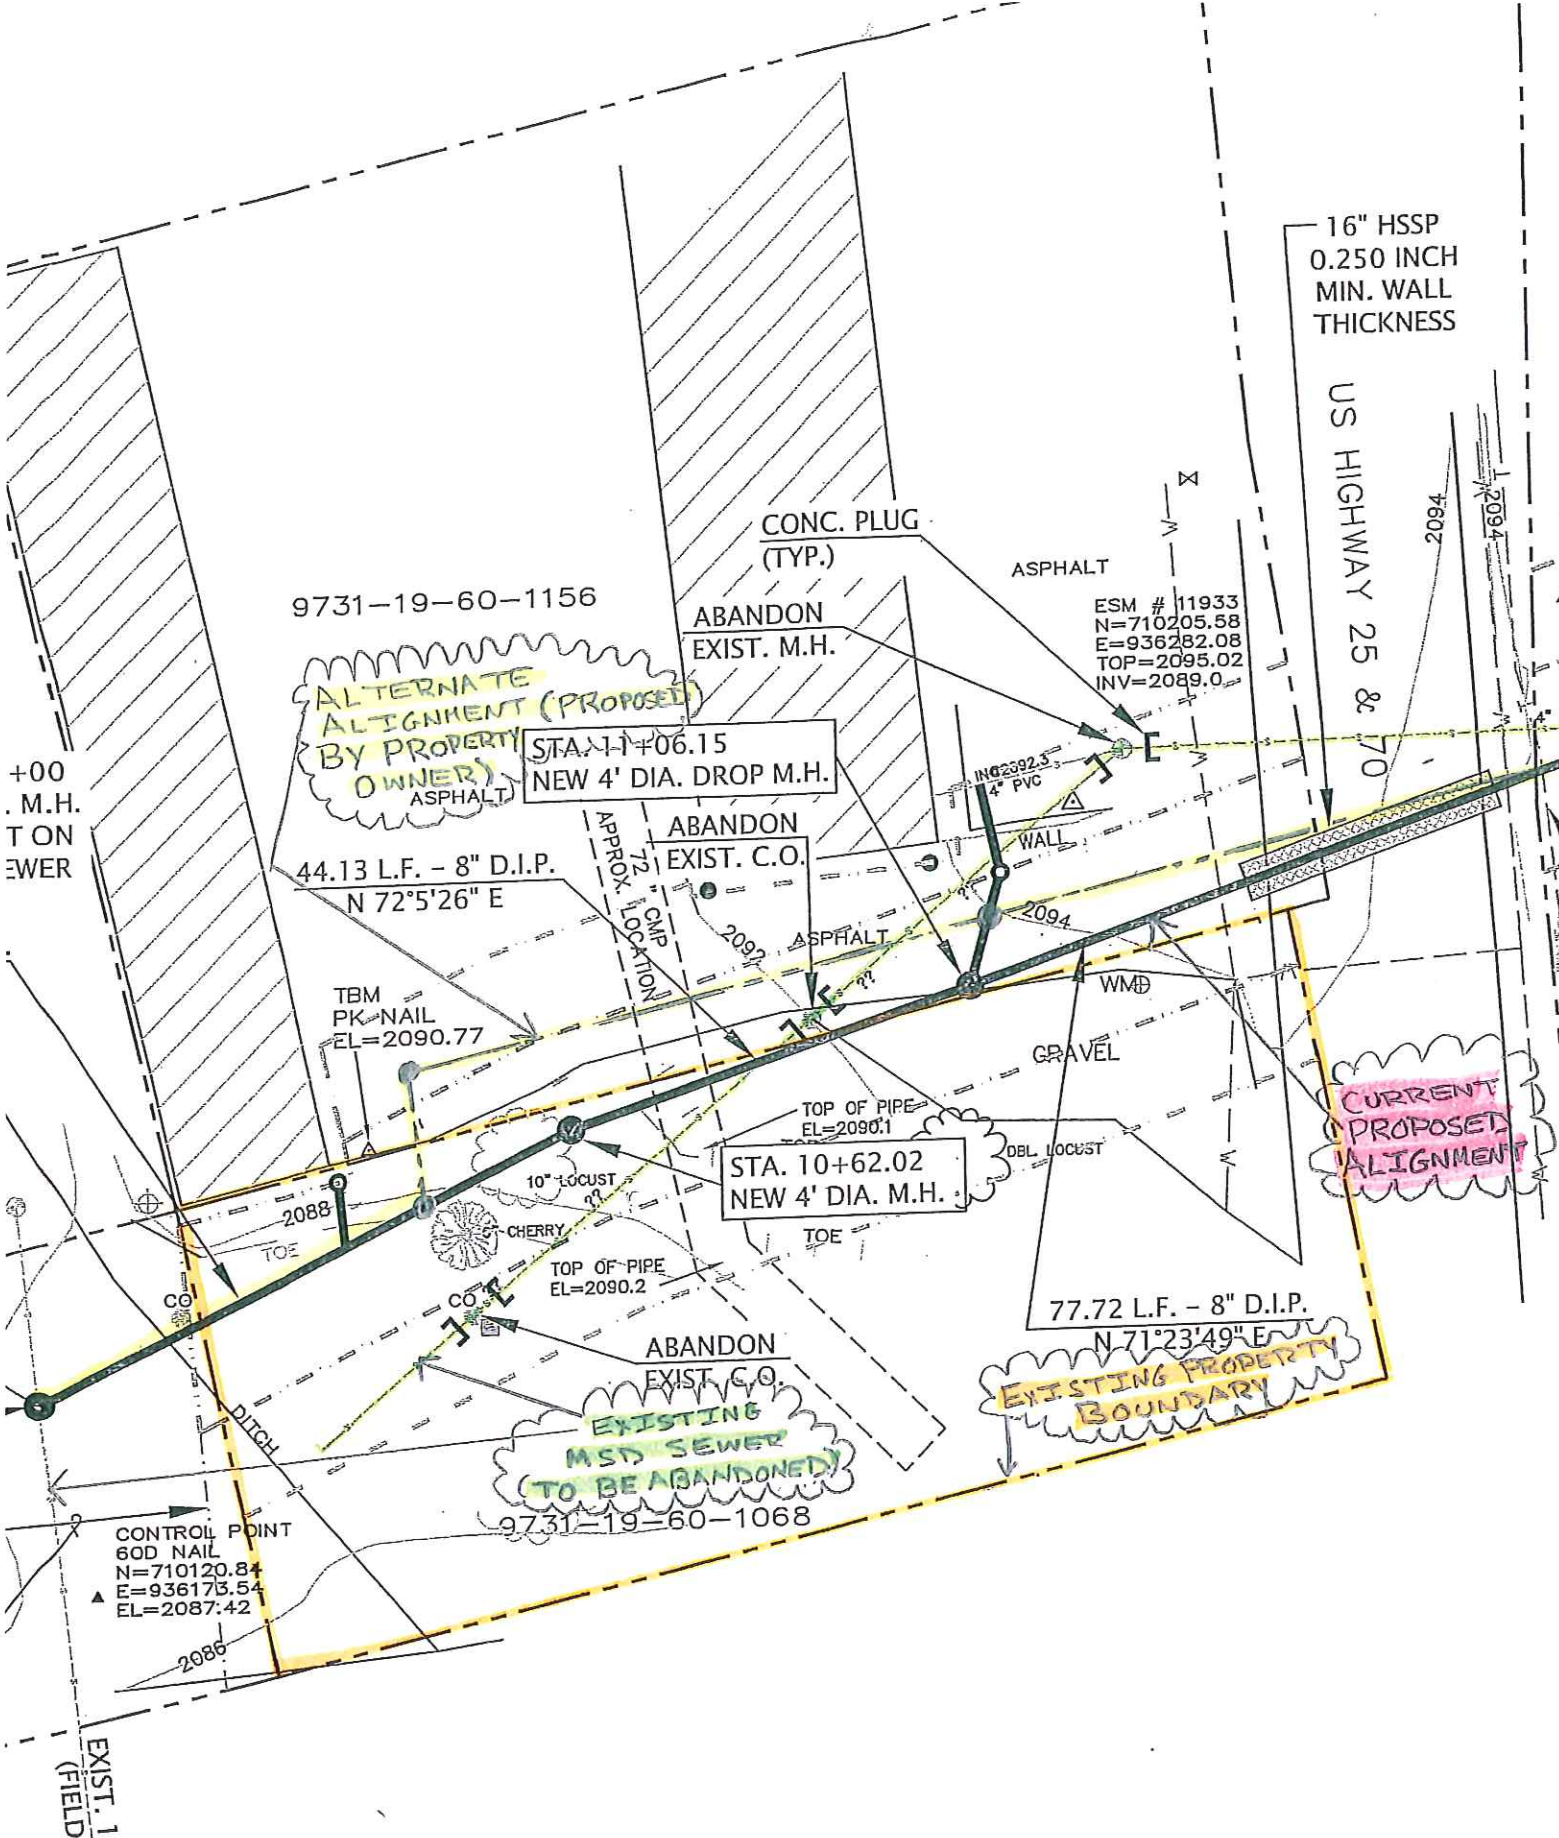 16" HSSP
0.250 INCH
MIN. WALL
THICKNESS
US HIGHWAY 25 & 70
2094
2094
CONC. PLUG
(TYP.)
ASPHALT
ABANDON
EXIST. M.H.
ESM # 11933
N=710205.58
E=936282.08
TOP=2095.02
INV=2089.0
9731-19-60-1156
ALTERNATE
ALIGNMENT (PROPOSED
BY PROPERTY
OWNER)
ASPHALT
STA. 11+06.15
NEW 4' DIA. DROP M.H.
4"
4" PVC
WALL
+00
. M.H.
T ON
EWER
ABANDON
EXIST. C.O.
44.13 L.F. - 8" D.I.P.
N 72°5'26" E
72 " CMP
APPROX. LOCATION
2092
ASPHALT
2094
??
WM
TBM
PK NAIL
EL=2090.77
GRAVEL
CURRENT
PROPOSED
ALIGNMENT
TOP OF PIPE
EL=2090.1
DBL LOCUST
STA. 10+62.02
NEW 4' DIA. M.H.
10" LOCUST
??
2088
TOE
CHERRY
TOE
TOP OF PIPE
EL=2090.2
CO
CO
W
W
W
77.72 L.F. - 8" D.I.P.
N 71°23'49" E
ABANDON
EXIST. C.O.
EXISTING PROPERTY
BOUNDARY
DITCH
EXISTING
MSD SEWER
(TO BE ABANDONED)
9731-19-60-1068
CONTROL POINT
60D NAIL
N=710120.84
E=936173.54
EL=2087.42
2086
EXIST. 1
(FIELD